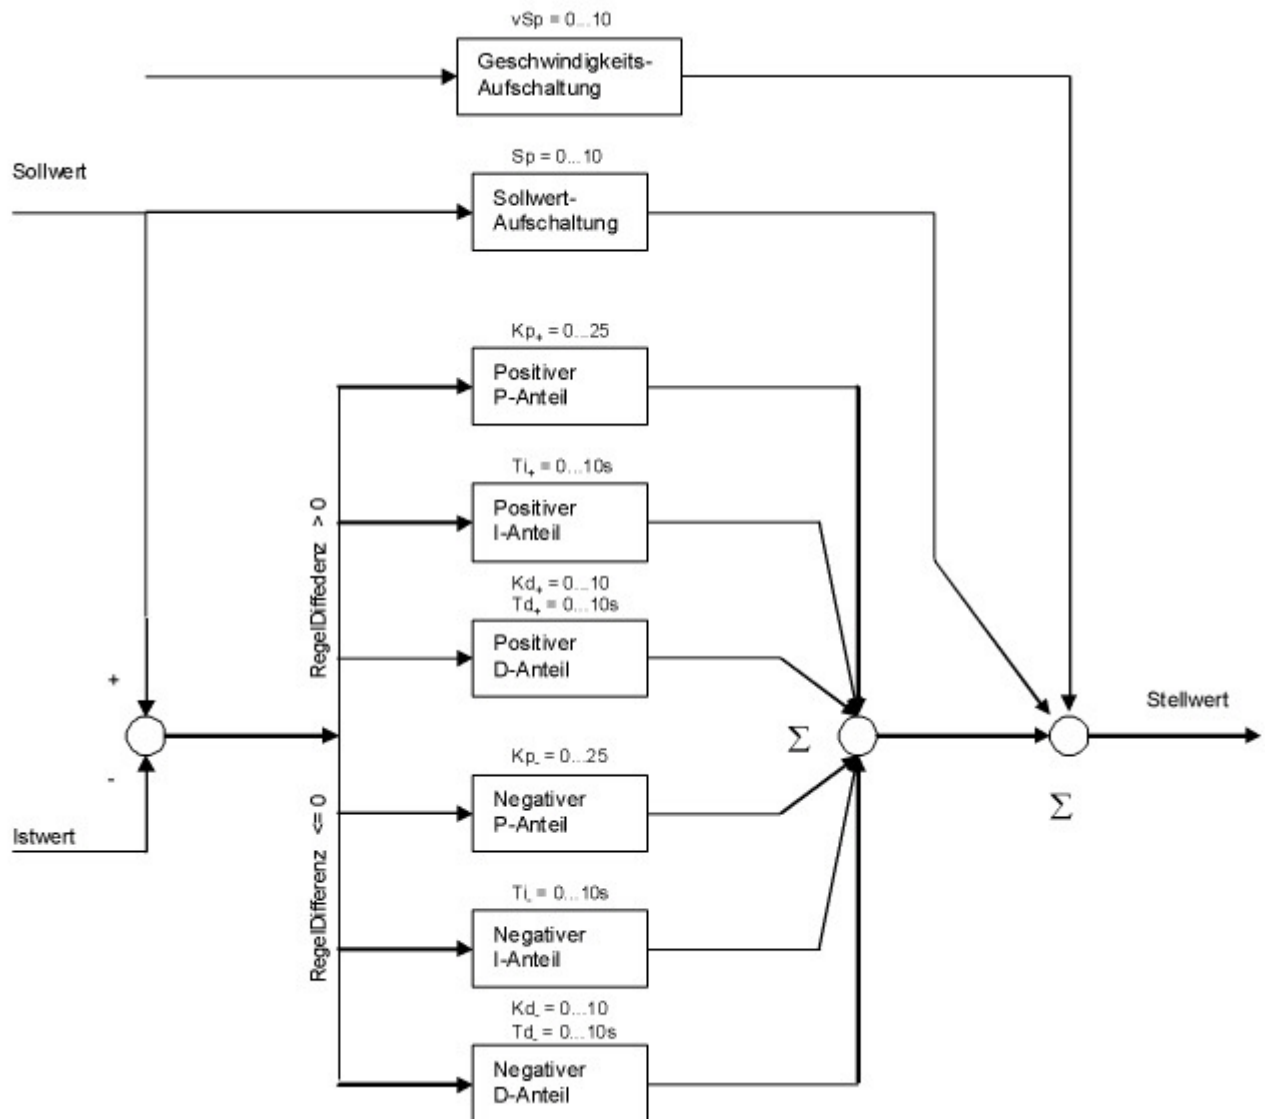 vSp = 0...10
Geschwindigkeits-
Aufschaltung
Sp = 0...10
Sollwert
Sollwert-
Aufschaltung
Kp+ = 0...25
Positiver
P-Anteil
Ti+ = 0...10s
Positiver
I-Anteil
RegelDiffedenz > 0
Kd+ = 0...10
Td+ = 0...10s
Positiver
D-Anteil
+
Stellwert
Σ
-
Kp- = 0...25
Σ
Negativer
P-Anteil
Istwert
RegelDifferenz <= 0
Ti- = 0...10s
Negativer
I-Anteil
Kd- = 0...10
Td- = 0...10s
Negativer
D-Anteil